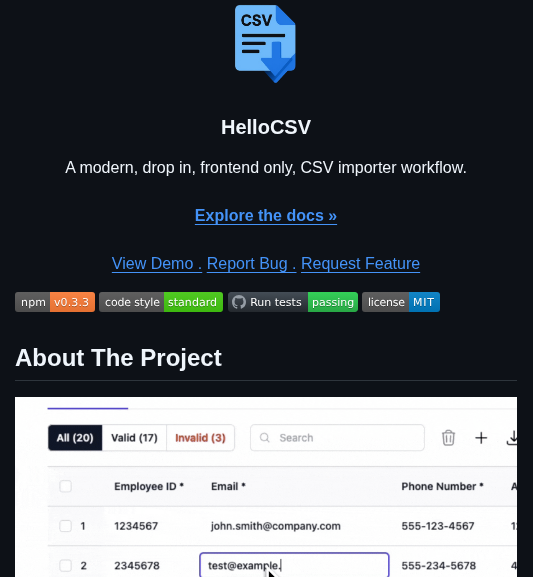 CSV
HelloCSV
A modern, drop in, frontend only, CSV importer workflow.
Explore the docs »
View Demo . Report Bug . Request Feature
npm v0.3.3 code style standard Run tests passing license MIT
About The Project
All (20) Valid (17) Invalid (3) Search
Employee ID * Email * Phone Number * A
1 1234567 john.smith@company.com 555-123-4567 1
2 2345678 test@example. 555-234-5678 4